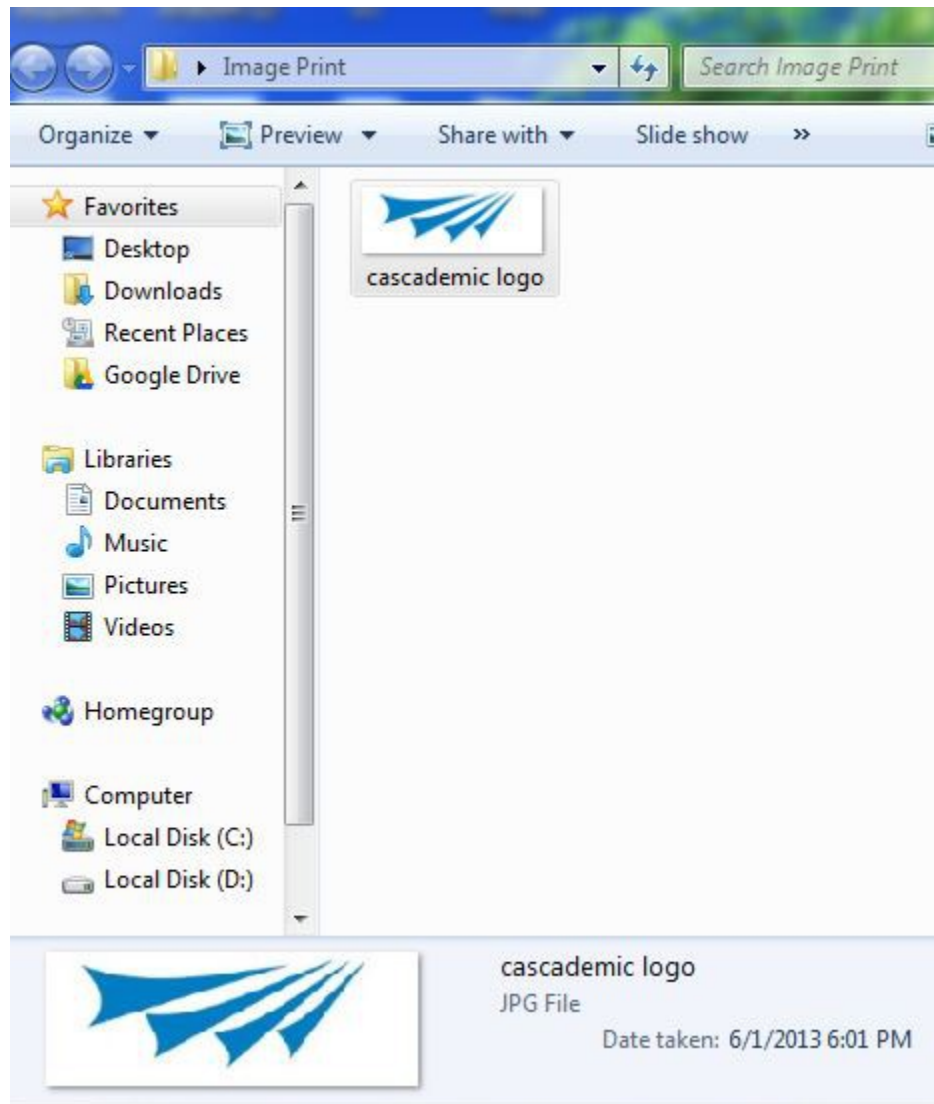 Image Print
Search Image Print
Organize Preview Share with Slide show »
Favorites
Desktop
Downloads
Recent Places
Google Drive
Libraries
Documents
Music
Pictures
Videos
Homegroup
Computer
Local Disk (C:)
Local Disk (D:)
cascademic logo
cascademic logo
JPG File
Date taken: 6/1/2013 6:01 PM